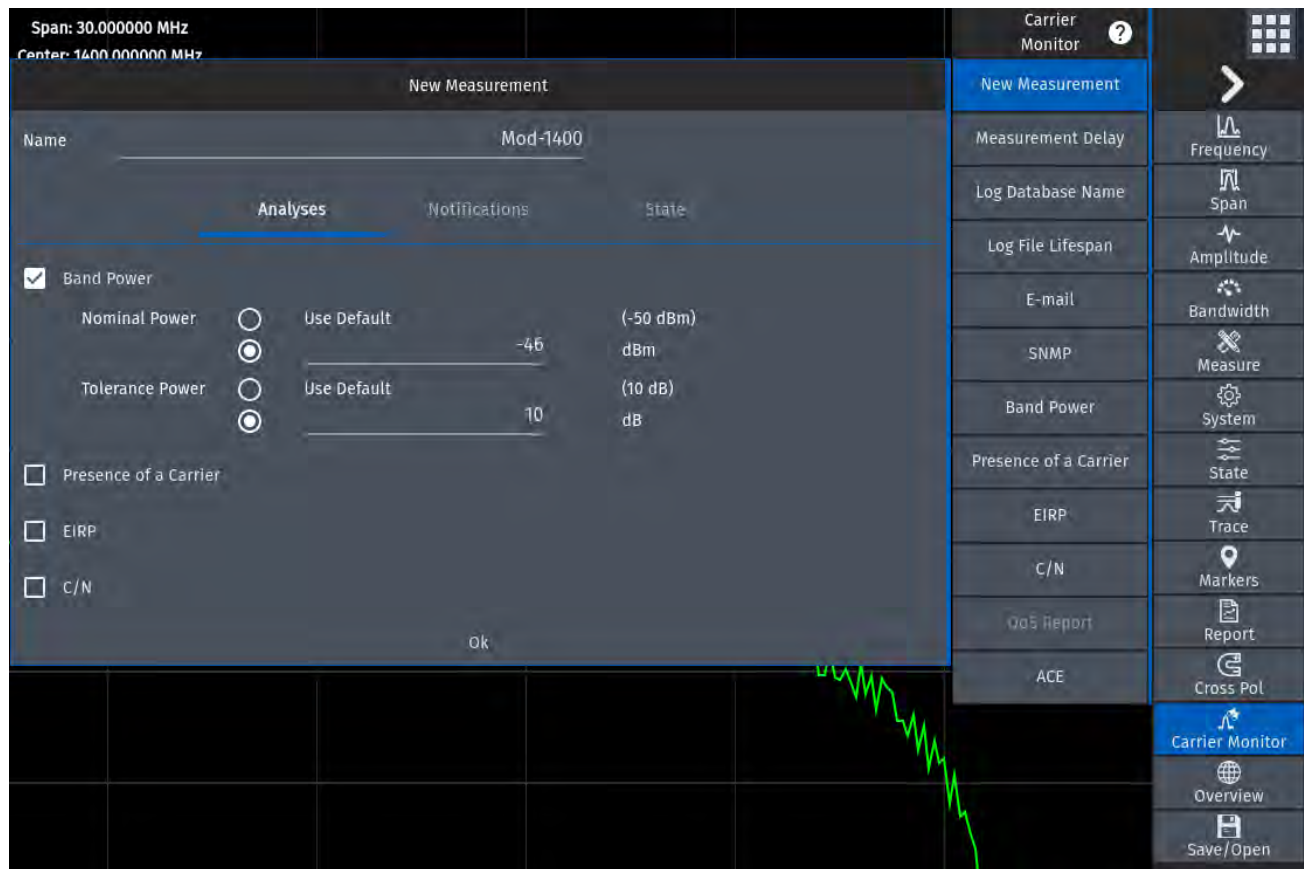 Span: 30.000000 MHz
Center: 1400.000000 MHz
New Measurement
Name Mod-1400
Analyses Notifications State
Band Power
Nominal Power Use Default (-50 dBm)
-46 dBm
Tolerance Power Use Default (10 dB)
10 dB
Presence of a Carrier
EIRP
C/N
Ok
Carrier
Monitor ?
New Measurement
Measurement Delay
Log Database Name
Log File Lifespan
E-mail
SNMP
Band Power
Presence of a Carrier
EIRP
C/N
QoS Report
ACE
Frequency
Span
Amplitude
Bandwidth
Measure
System
State
Trace
Markers
Report
Cross Pol
Carrier Monitor
Overview
Save/Open